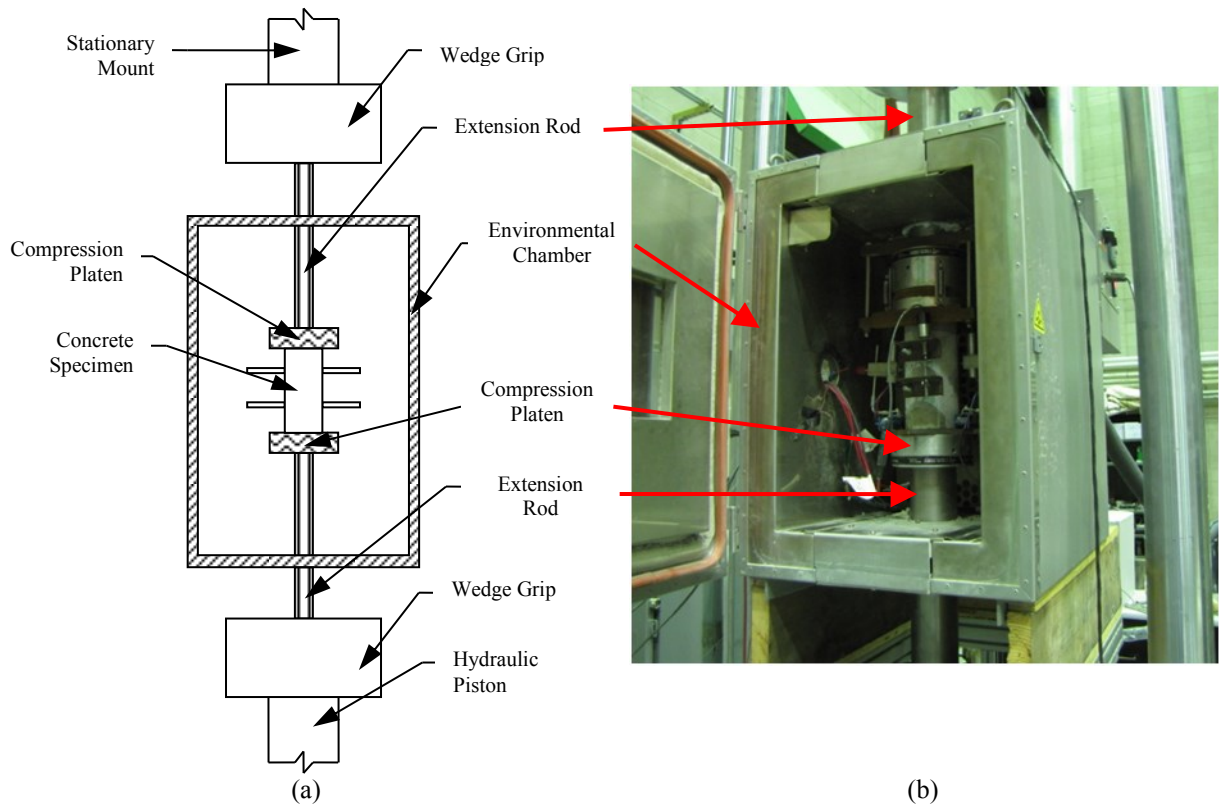 Stationary
Mount
Wedge Grip
Extension Rod
Compression
Platen
Environmental
Chamber
Concrete
Specimen
Compression
Platen
Extension
Rod
Wedge Grip
Hydraulic
Piston
(a)
(b)